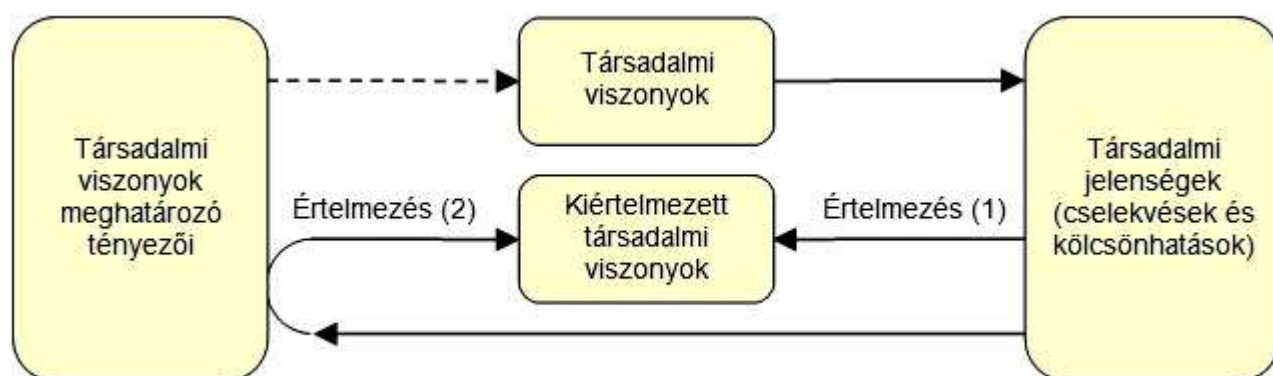 Társadalmi
viszonyok
meghatározó
tényezői
Társadalmi
viszonyok
Értelmezés (2)
Kiértelmezett
társadalmi
viszonyok
Értelmezés (1)
Társadalmi
jelenségek
(cselekvések és
kölcsönhatások)